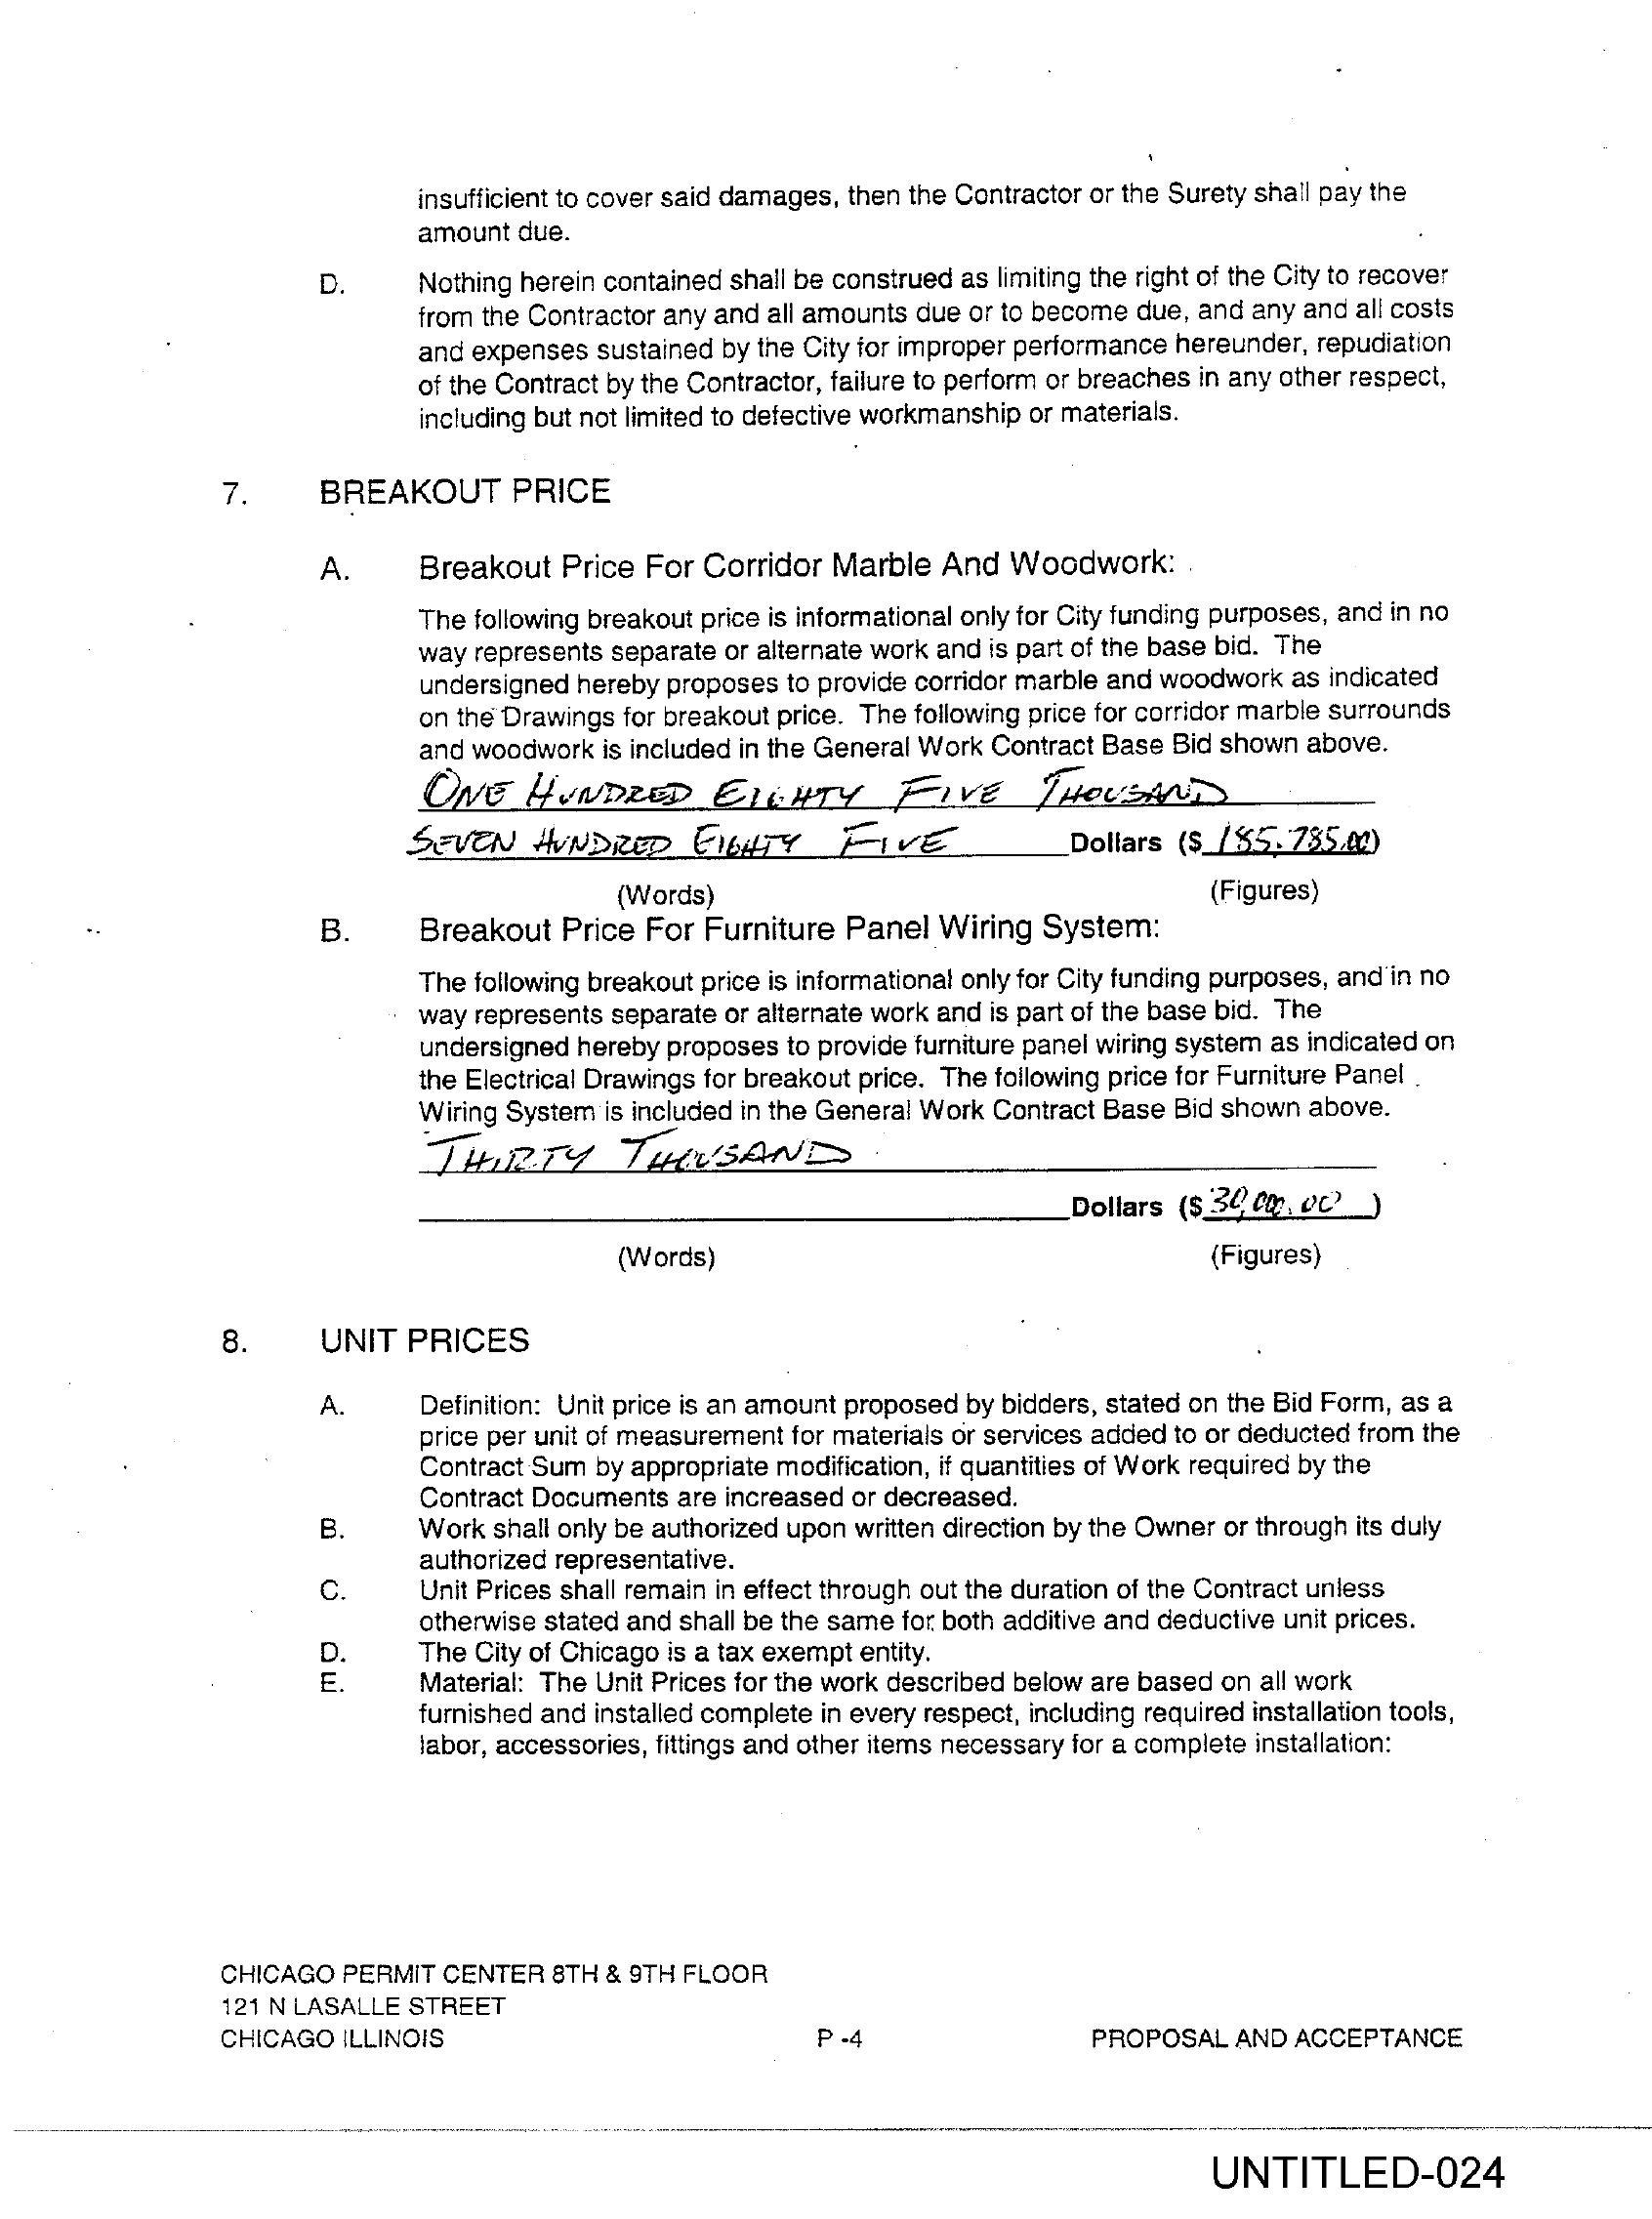 insufficient to cover said damages, then the Contractor or the Surety shall pay the
amount due.
D. Nothing herein contained shall be construed as limiting the right of the City to recover
from the Contractor any and all amounts due or to become due, and any and all costs
and expenses sustained by the City for improper performance hereunder, repudiation
of the Contract by the Contractor, failure to perform or breaches in any other respect,
including but not limited to defective workmanship or materials.
7. BREAKOUT PRICE
A. Breakout Price For Corridor Marble And Woodwork:
The following breakout price is informational only for City funding purposes, and in no
way represents separate or alternate work and is part of the base bid. The
undersigned hereby proposes to provide corridor marble and woodwork as indicated
on the Drawings for breakout price. The following price for corridor marble surrounds
and woodwork is included in the General Work Contract Base Bid shown above.
ONE HUNDRED EIGHTY FIVE THOUSAND
SEVEN HUNDRED EIGHTY FIVE Dollars ($ 185,785.00)
(Words) (Figures)
B. Breakout Price For Furniture Panel Wiring System:
The following breakout price is informational only for City funding purposes, and in no
way represents separate or alternate work and is part of the base bid. The
undersigned hereby proposes to provide furniture panel wiring system as indicated on
the Electrical Drawings for breakout price. The following price for Furniture Panel
Wiring System is included in the General Work Contract Base Bid shown above.
THIRTY THOUSAND
Dollars ($ 30,000.00 )
(Words) (Figures)
8. UNIT PRICES
A. Definition: Unit price is an amount proposed by bidders, stated on the Bid Form, as a
price per unit of measurement for materials or services added to or deducted from the
Contract Sum by appropriate modification, if quantities of Work required by the
Contract Documents are increased or decreased.
B. Work shall only be authorized upon written direction by the Owner or through its duly
authorized representative.
C. Unit Prices shall remain in effect through out the duration of the Contract unless
otherwise stated and shall be the same for both additive and deductive unit prices.
D. The City of Chicago is a tax exempt entity.
E. Material: The Unit Prices for the work described below are based on all work
furnished and installed complete in every respect, including required installation tools,
labor, accessories, fittings and other items necessary for a complete installation:
CHICAGO PERMIT CENTER 8TH & 9TH FLOOR
121 N LASALLE STREET
CHICAGO ILLINOIS P -4 PROPOSAL AND ACCEPTANCE
UNTITLED-024